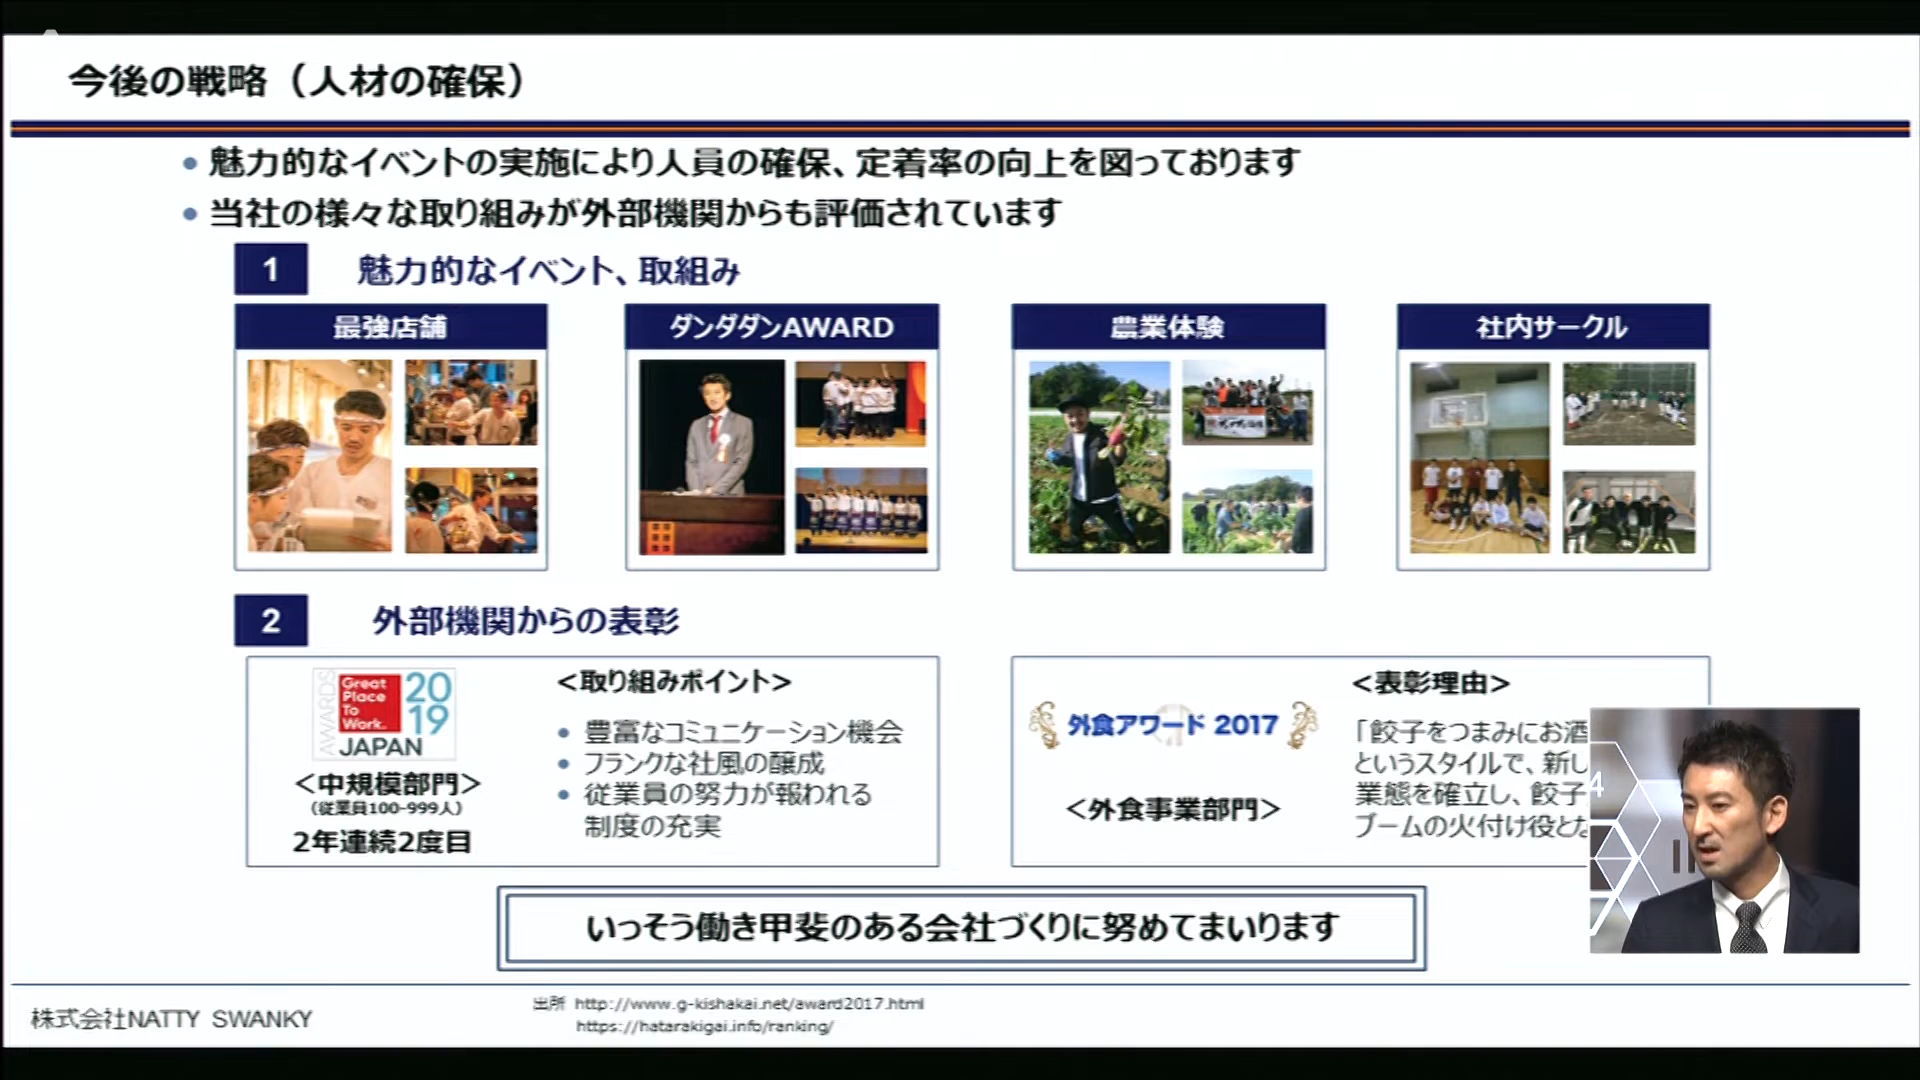 今後の戦略（人材の確保）
• 魅力的なイベントの実施により人員の確保、定着率の向上を図っております
• 当社の様々な取り組みが外部機関からも評価されています
1 魅力的なイベント、取組み
最強店舗
ダンダダンAWARD
農業体験
社内サークル
2 外部機関からの表彰
AWARDS
Great
Place
To
Work.
20
19
JAPAN
＜中規模部門＞
（従業員100-999人）
2年連続2度目
＜取り組みポイント＞
• 豊富なコミュニケーション機会
• フランクな社風の醸成
• 従業員の努力が報われる
制度の充実
外食アワード 2017
＜外食事業部門＞
＜表彰理由＞
「餃子をつまみにお酒
というスタイルで、新し
業態を確立し、餃子
ブームの火付け役とな
4
いっそう働き甲斐のある会社づくりに努めてまいります
株式会社NATTY SWANKY
出所 http://www.g-kishakai.net/award2017.html
https://hatarakigai.info/ranking/